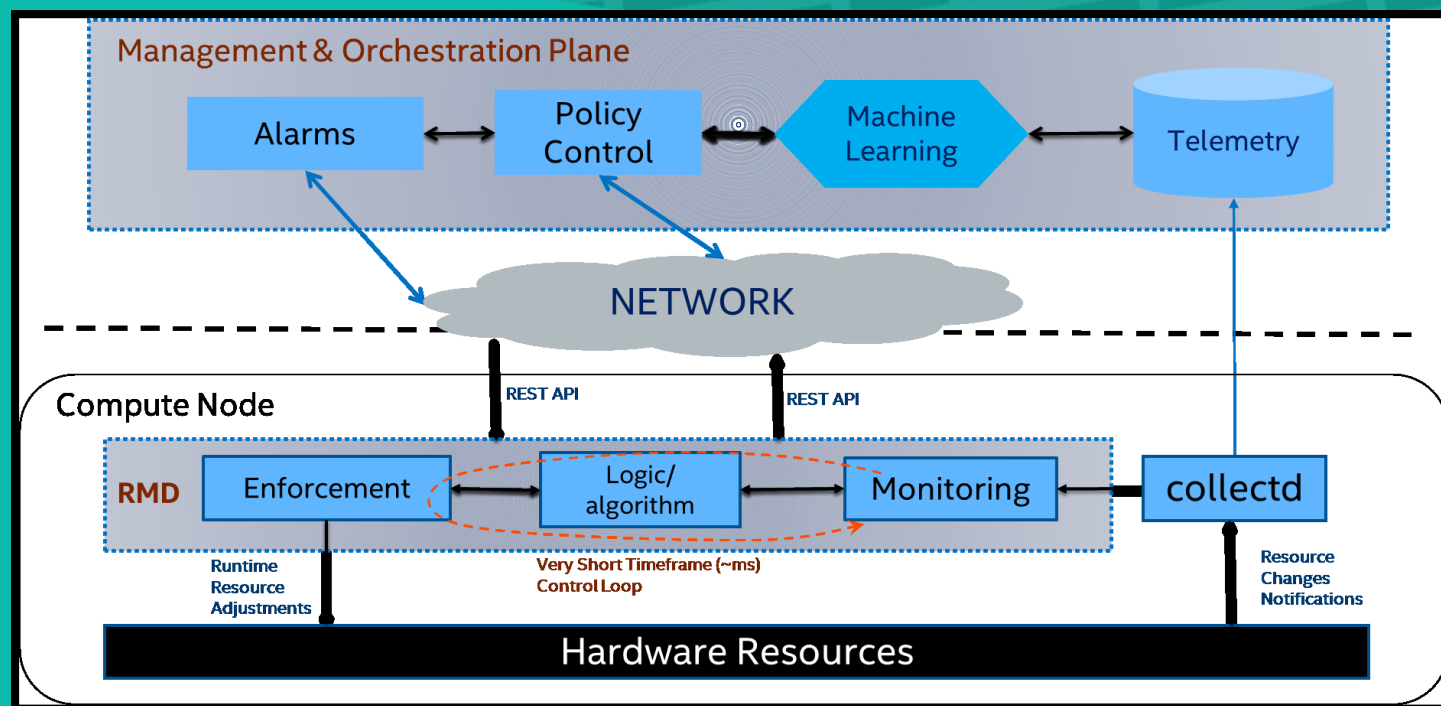 Management & Orchestration Plane
Alarms
Policy
Control
Machine
Learning
Telemetry
NETWORK
REST API
REST API
Compute Node
RMD
Enforcement
Logic/
algorithm
Monitoring
collectd
Runtime
Resource
Adjustments
Very Short Timeframe (~ms)
Control Loop
Resource
Changes
Notifications
Hardware Resources